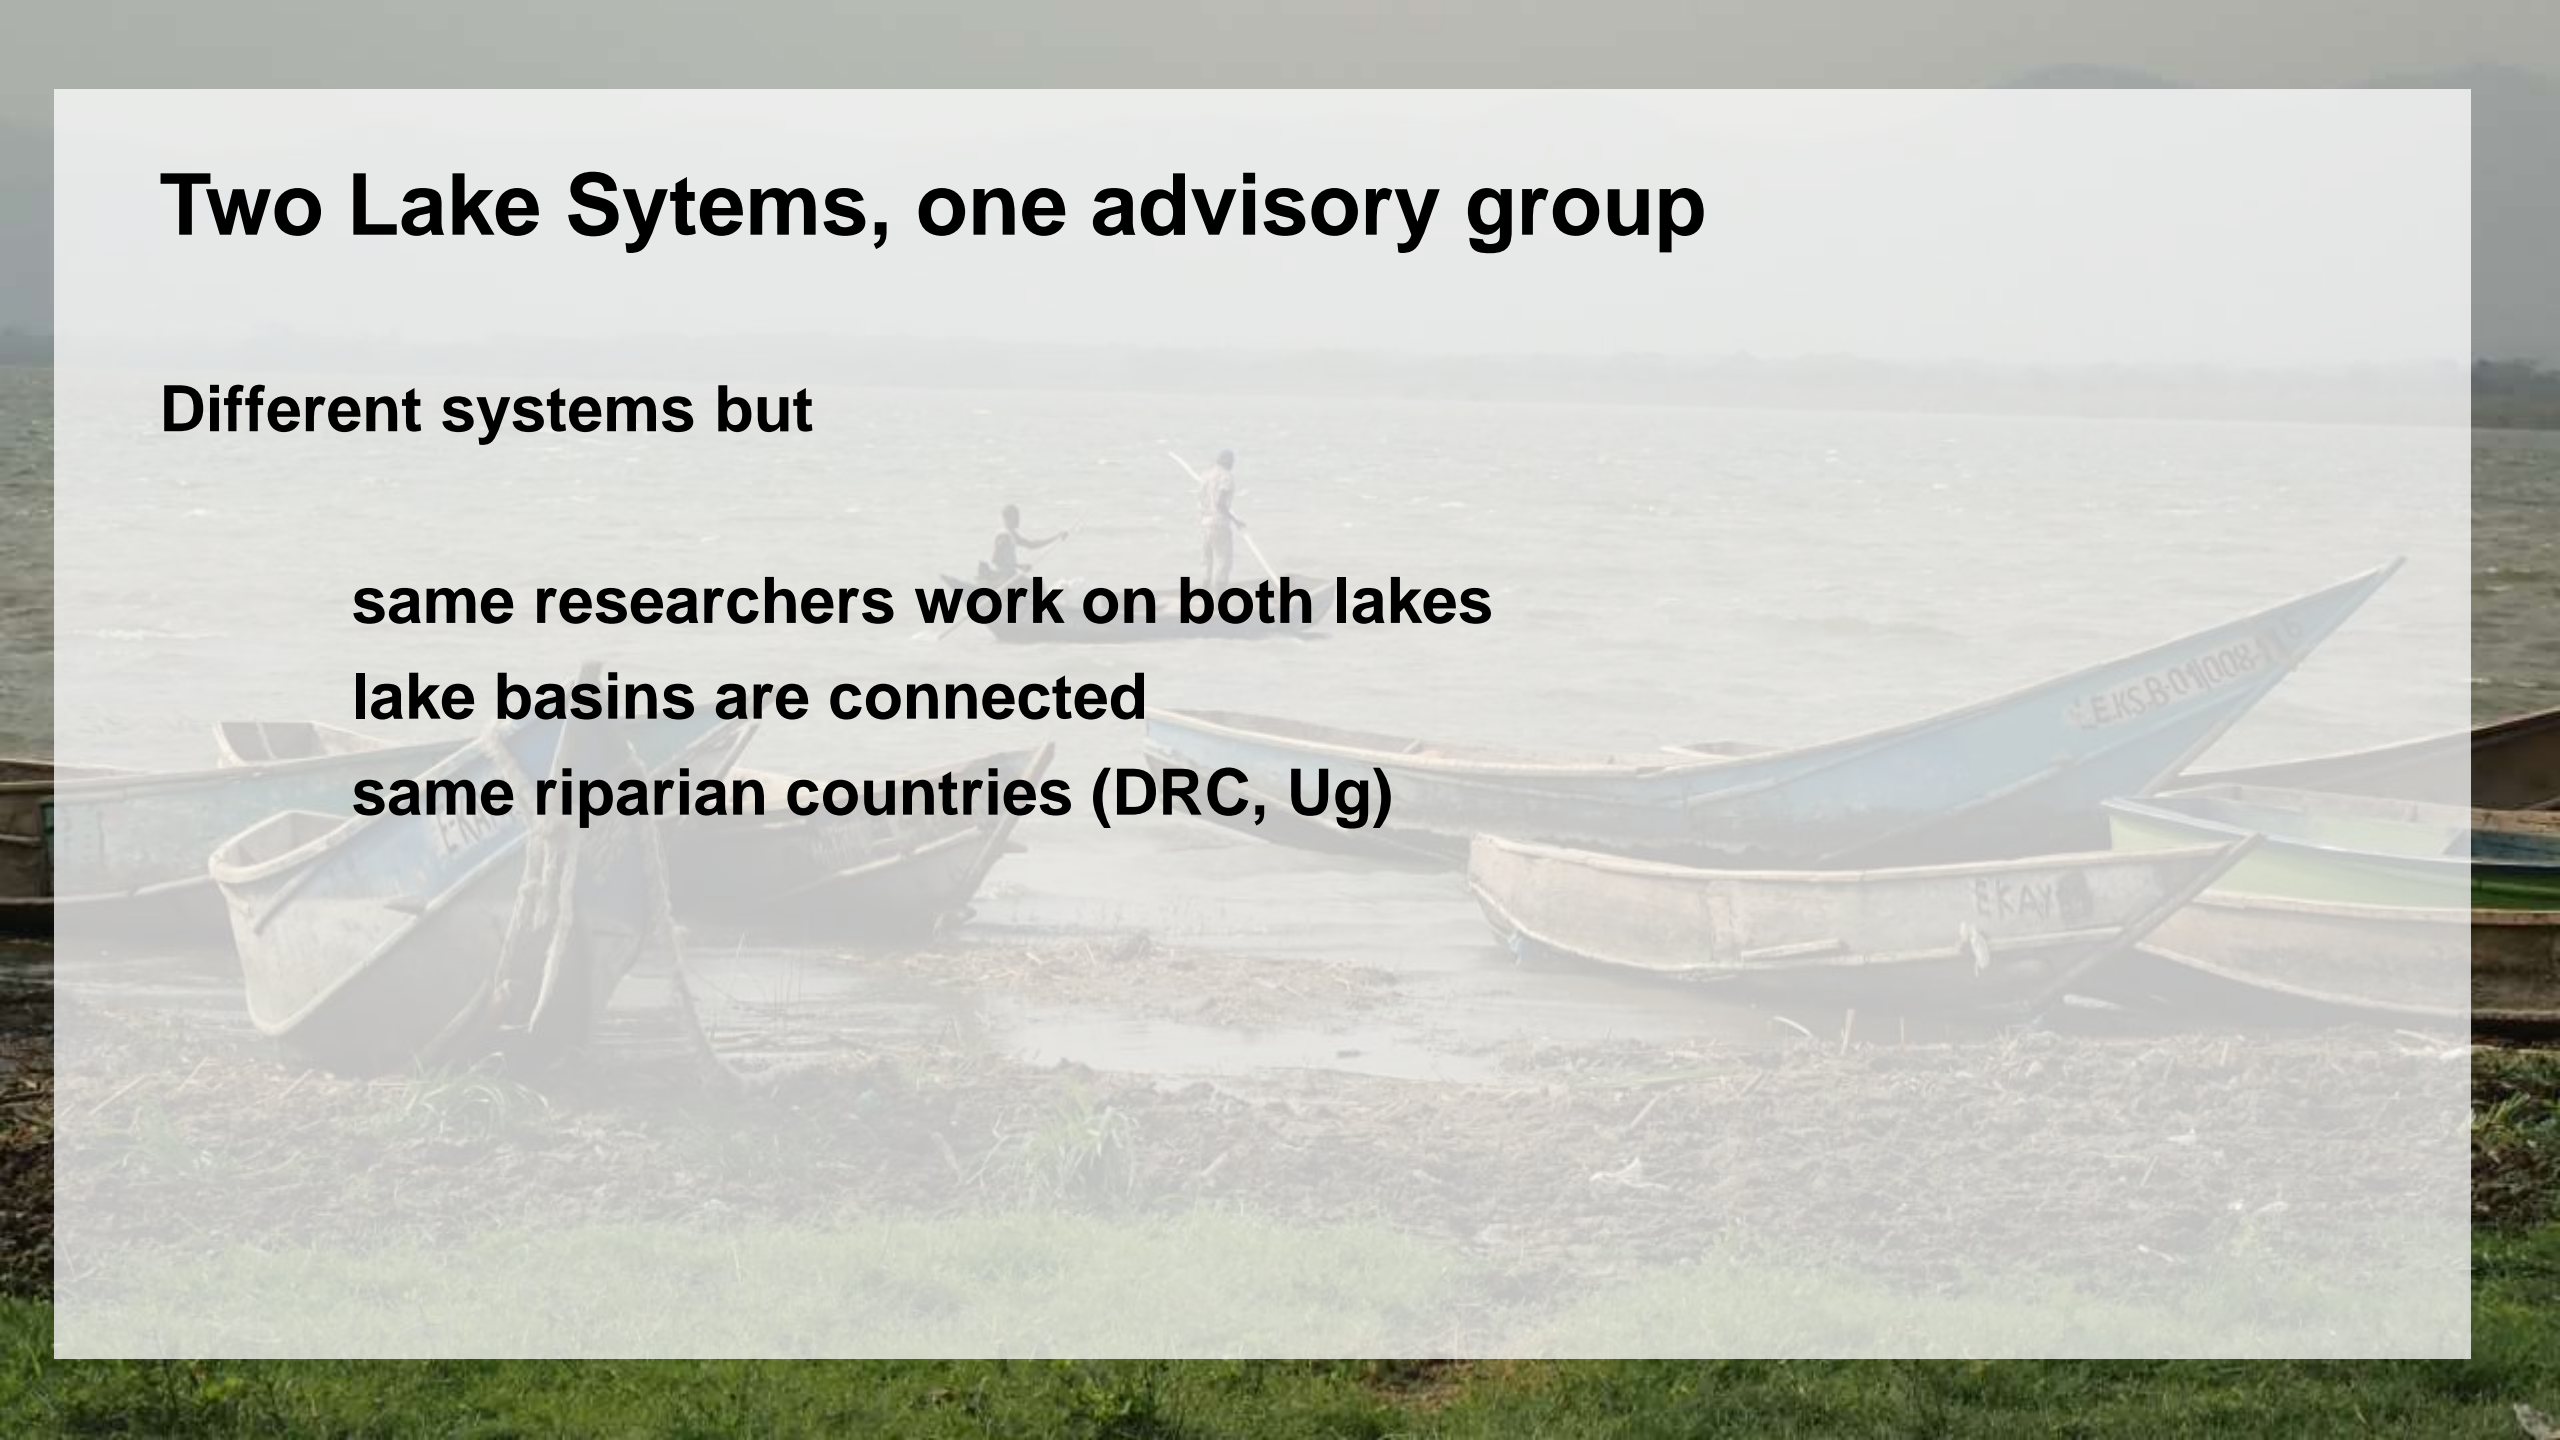 Two Lake Sytems, one advisory group
Different systems but
same researchers work on both lakes
lake basins are connected
same riparian countries (DRC, Ug)
EKAY